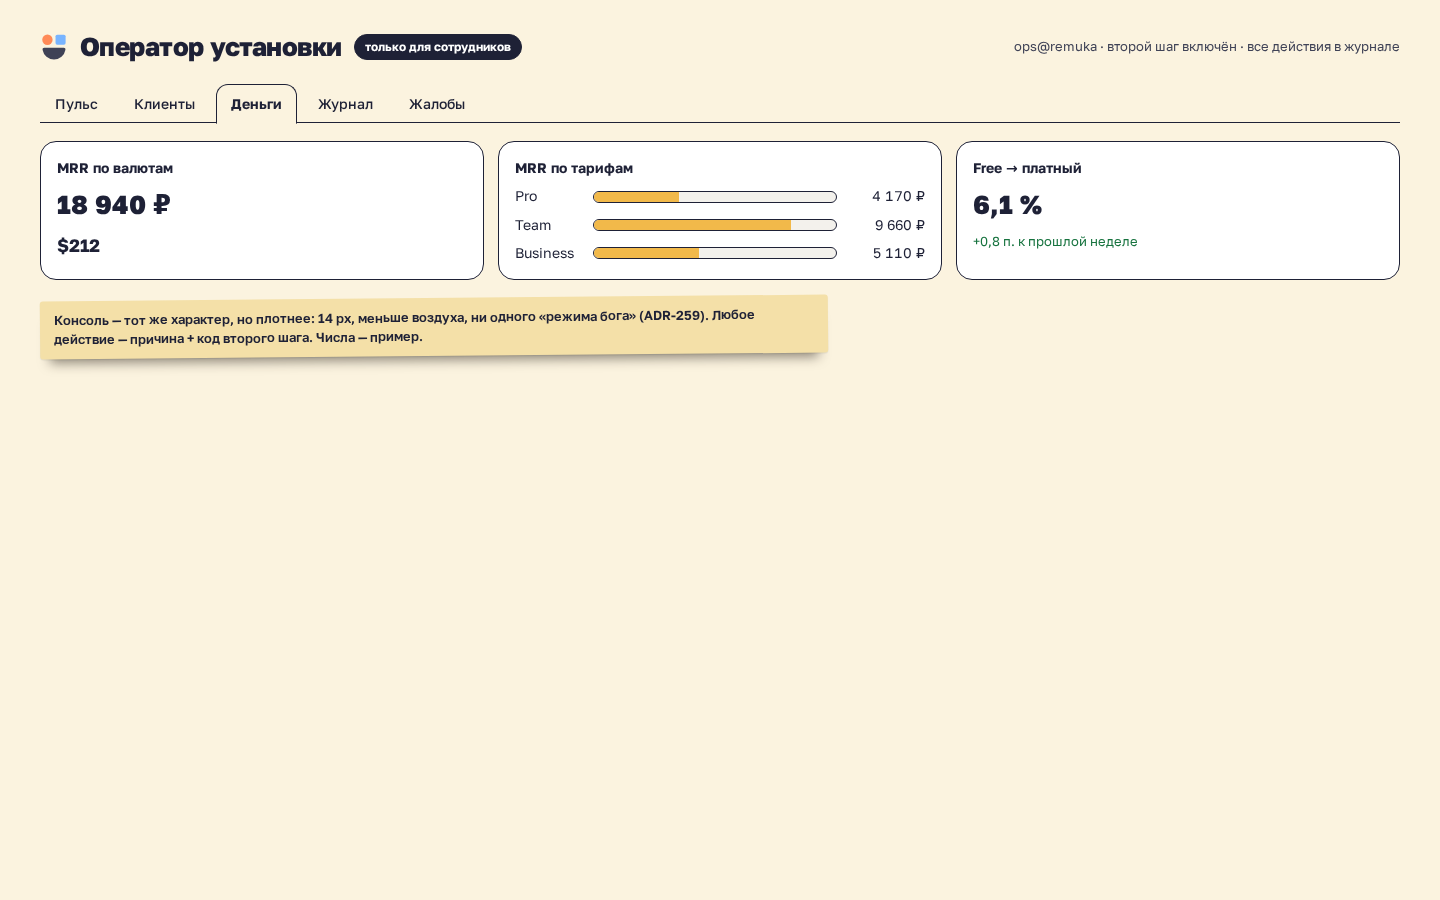 Оператор установки
только для сотрудников
ops@remuka · второй шаг включён · все действия в журнале
Пульс
Клиенты
Деньги
Журнал
Жалобы
MRR по валютам
18 940 ₽
$212
MRR по тарифам
Pro 4 170 ₽
Team 9 660 ₽
Business 5 110 ₽
Free → платный
6,1 %
+0,8 п. к прошлой неделе
Консоль — тот же характер, но плотнее: 14 px, меньше воздуха, ни одного «режима бога» (ADR-259). Любое
действие — причина + код второго шага. Числа — пример.